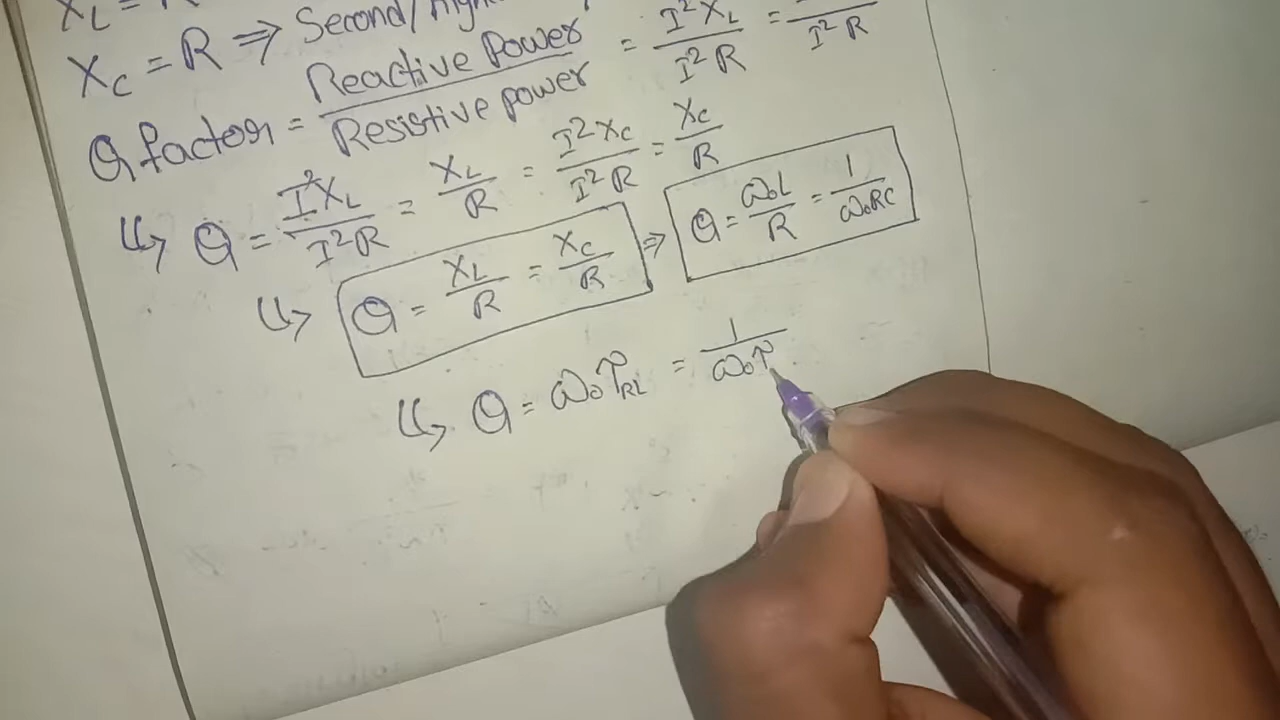 X_L =
X_C = R ⇒ Second/
Q factor = Reactive Power / Resistive power = I²X_L / I²R = / I²R
↳ Q = I²X_L / I²R = X_L / R = I²X_C / I²R = X_C / R
↳ Q = X_L / R = X_C / R ⇒ Q = ω₀L / R = 1 / ω₀RC
↳ Q = ω₀τ_RL = 1 / ω₀τ